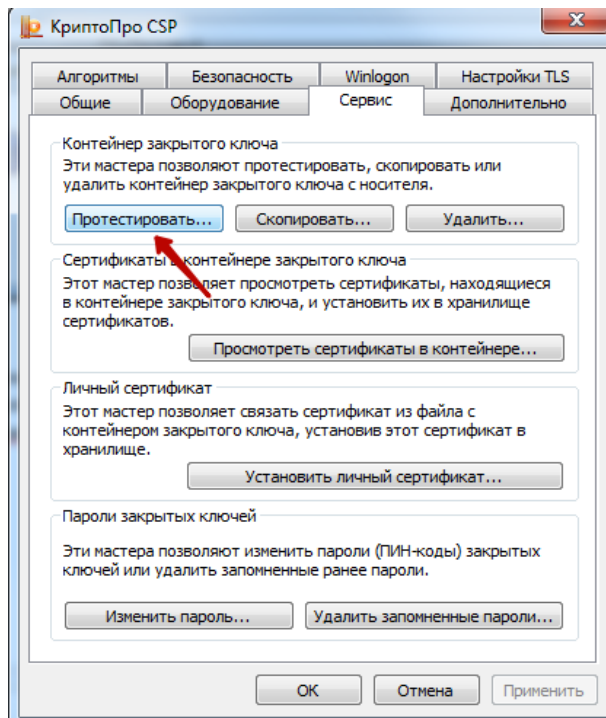 КриптоПро CSP
Алгоритмы Безопасность Winlogon Настройки TLS
Общие Оборудование Сервис Дополнительно
Контейнер закрытого ключа
Эти мастера позволяют протестировать, скопировать или
удалить контейнер закрытого ключа с носителя.
Протестировать... Скопировать... Удалить...
Сертификаты в контейнере закрытого ключа
Этот мастер позволяет просмотреть сертификаты, находящиеся
в контейнере закрытого ключа, и установить их в хранилище
сертификатов.
Просмотреть сертификаты в контейнере...
Личный сертификат
Этот мастер позволяет связать сертификат из файла с
контейнером закрытого ключа, установив этот сертификат в
хранилище.
Установить личный сертификат...
Пароли закрытых ключей
Эти мастера позволяют изменить пароли (ПИН-коды) закрытых
ключей или удалить запомненные ранее пароли.
Изменить пароль... Удалить запомненные пароли...
ОК Отмена Применить